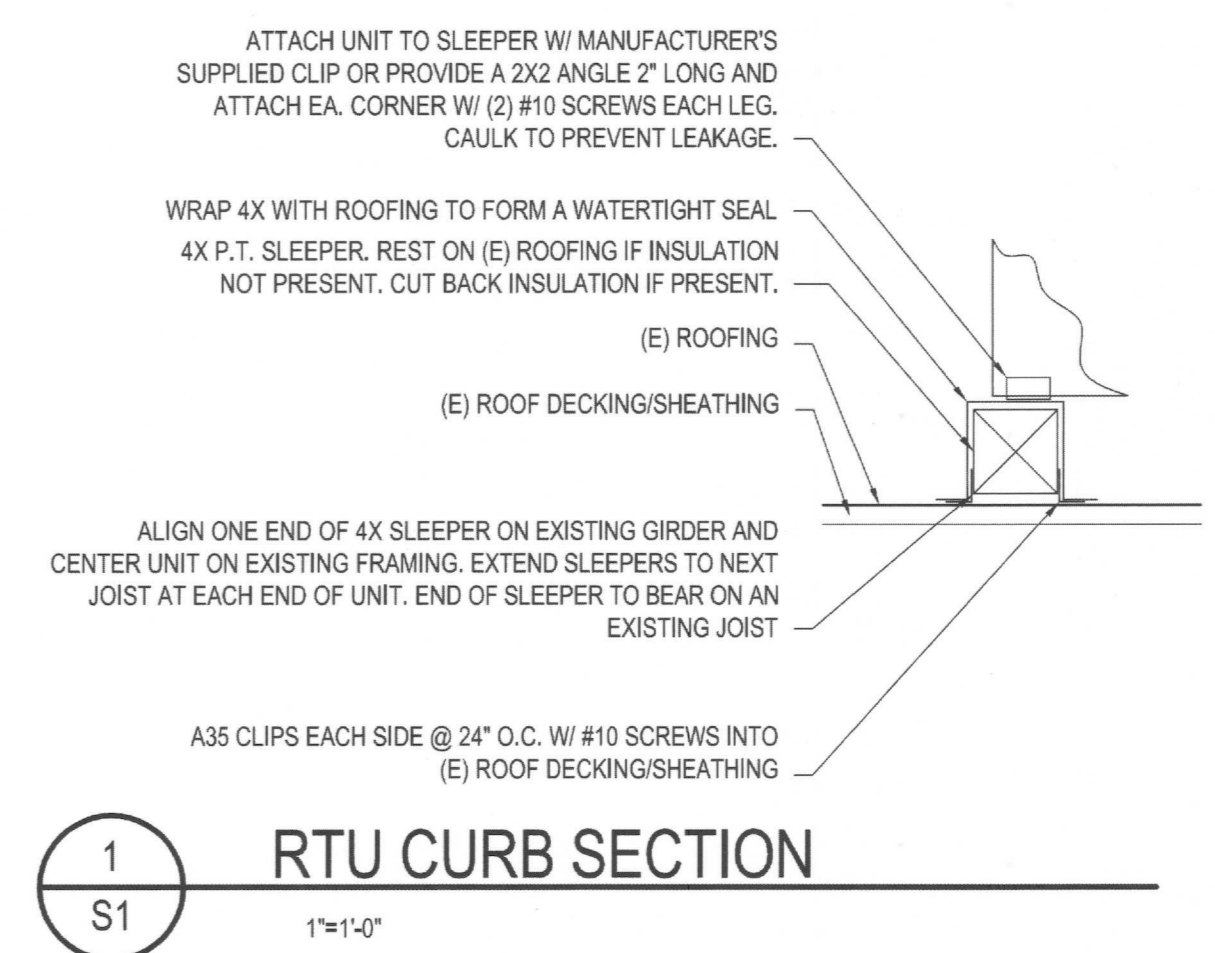 ATTACH UNIT TO SLEEPER W/ MANUFACTURER'S
SUPPLIED CLIP OR PROVIDE A 2X2 ANGLE 2" LONG AND
ATTACH EA. CORNER W/ (2) #10 SCREWS EACH LEG.
CAULK TO PREVENT LEAKAGE.
WRAP 4X WITH ROOFING TO FORM A WATERTIGHT SEAL
4X P.T. SLEEPER. REST ON (E) ROOFING IF INSULATION
NOT PRESENT. CUT BACK INSULATION IF PRESENT.
(E) ROOFING
(E) ROOF DECKING/SHEATHING
ALIGN ONE END OF 4X SLEEPER ON EXISTING GIRDER AND
CENTER UNIT ON EXISTING FRAMING. EXTEND SLEEPERS TO NEXT
JOIST AT EACH END OF UNIT. END OF SLEEPER TO BEAR ON AN
EXISTING JOIST
A35 CLIPS EACH SIDE @ 24" O.C. W/ #10 SCREWS INTO
(E) ROOF DECKING/SHEATHING
1
RTU CURB SECTION
S1
1"=1'-0"